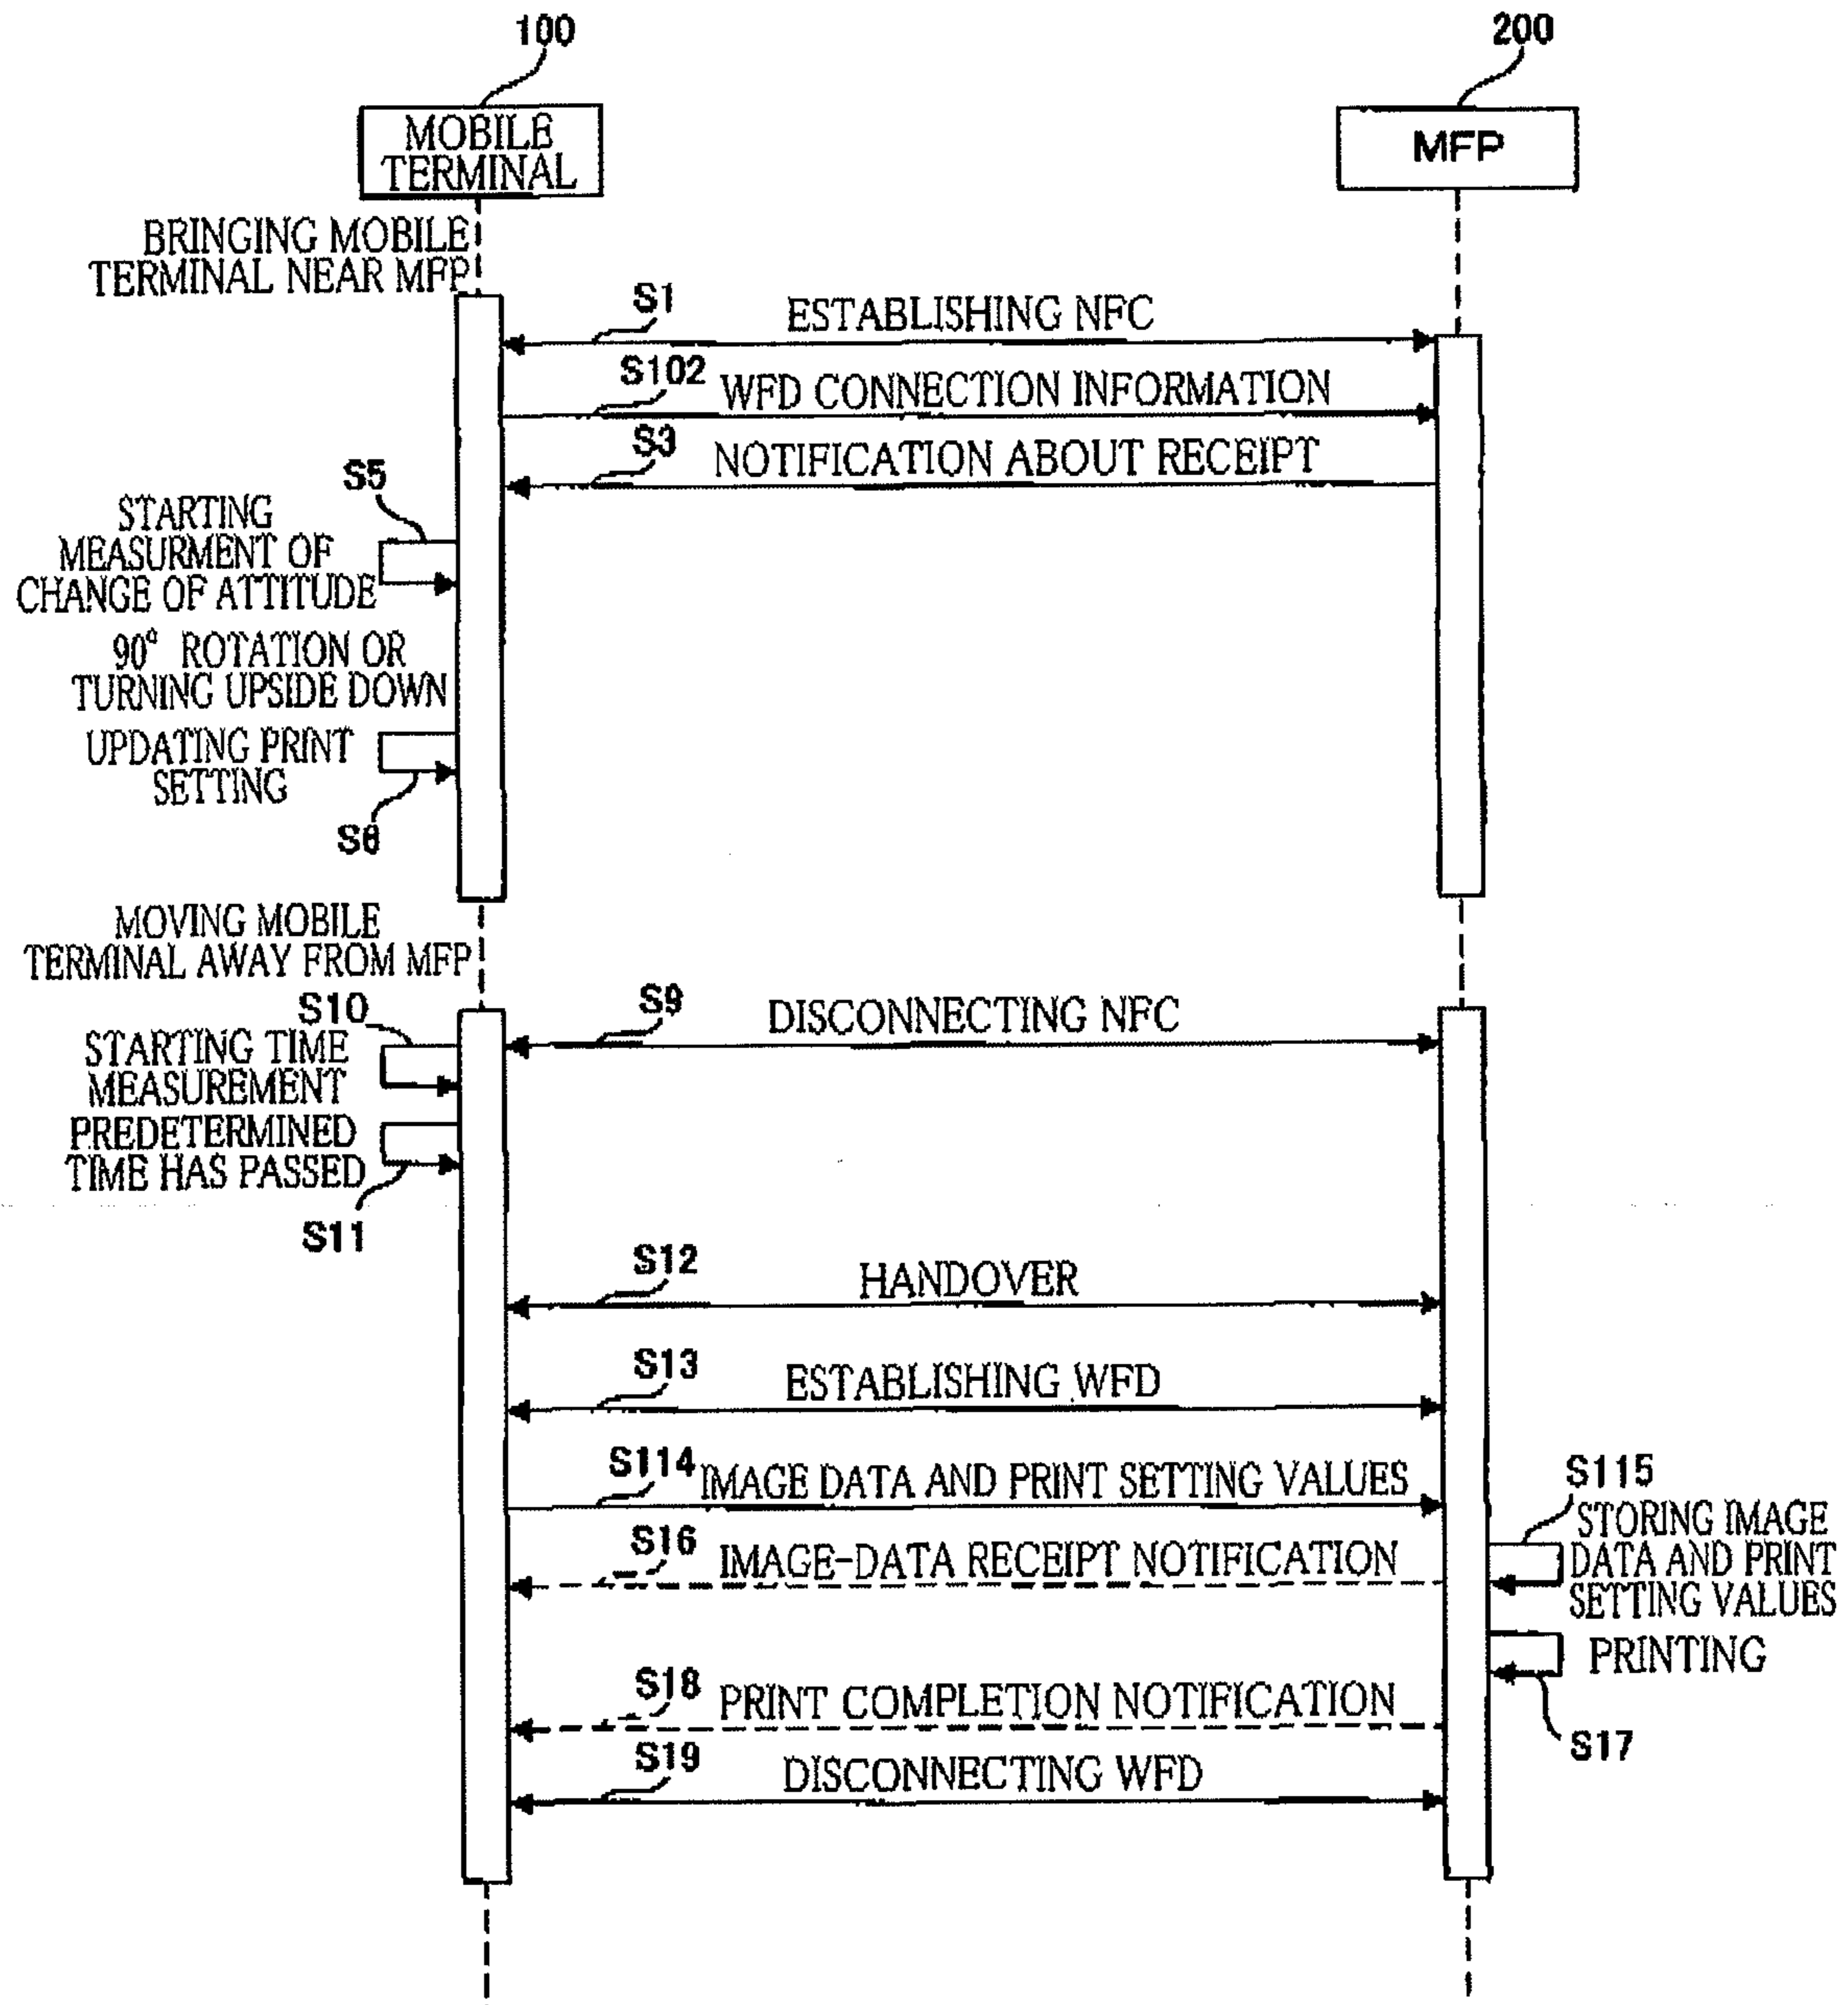 100
200
MOBILE
TERMINAL
MFP
BRINGING MOBILE
TERMINAL NEAR MFP
S1
ESTABLISHING NFC
S102
WFD CONNECTION INFORMATION
S3
NOTIFICATION ABOUT RECEIPT
S5
STARTING
MEASURMENT OF
CHANGE OF ATTITUDE
90° ROTATION OR
TURNING UPSIDE DOWN
UPDATING PRINT
SETTING
S6
MOVING MOBILE
TERMINAL AWAY FROM MFP
S10
S9
DISCONNECTING NFC
STARTING TIME
MEASUREMENT
PREDETERMINED
TIME HAS PASSED
S11
S12
HANDOVER
S13
ESTABLISHING WFD
S114
IMAGE DATA AND PRINT SETTING VALUES
S115
STORING IMAGE
DATA AND PRINT
SETTING VALUES
S16
IMAGE-DATA RECEIPT NOTIFICATION
PRINTING
S17
S18
PRINT COMPLETION NOTIFICATION
S19
DISCONNECTING WFD